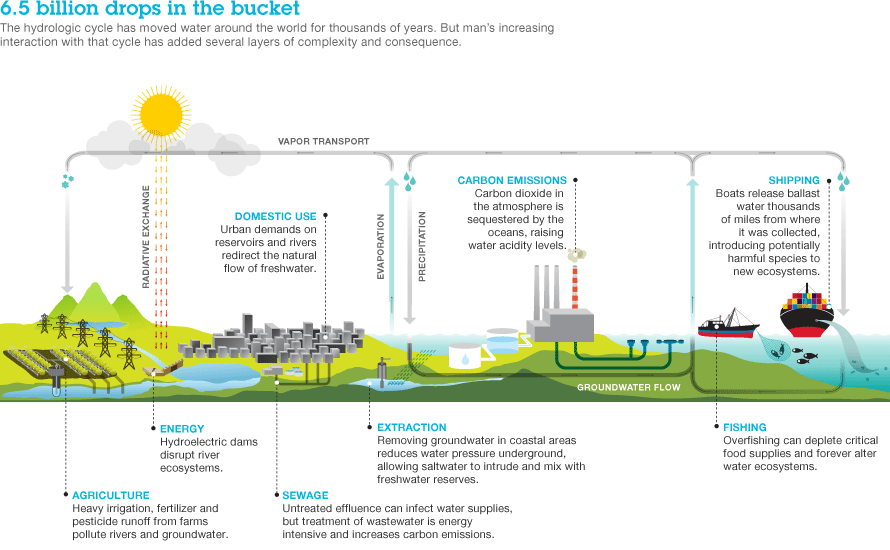 6.5 billion drops in the bucket
The hydrologic cycle has moved water around the world for thousands of years. But man's increasing
interaction with that cycle has added several layers of complexity and consequence.
VAPOR TRANSPORT
RADIATIVE EXCHANGE
DOMESTIC USE
Urban demands on
reservoirs and rivers
redirect the natural
flow of freshwater.
EVAPORATION
PRECIPITATION
CARBON EMISSIONS
Carbon dioxide in
the atmosphere is
sequestered by the
oceans, raising
water acidity levels.
SHIPPING
Boats release ballast
water thousands
of miles from where
it was collected,
introducing potentially
harmful species to
new ecosystems.
GROUNDWATER FLOW
ENERGY
Hydroelectric dams
disrupt river
ecosystems.
EXTRACTION
Removing groundwater in coastal areas
reduces water pressure underground,
allowing saltwater to intrude and mix with
freshwater reserves.
FISHING
Overfishing can deplete critical
food supplies and forever alter
water ecosystems.
AGRICULTURE
Heavy irrigation, fertilizer and
pesticide runoff from farms
pollute rivers and groundwater.
SEWAGE
Untreated effluence can infect water supplies,
but treatment of wastewater is energy
intensive and increases carbon emissions.